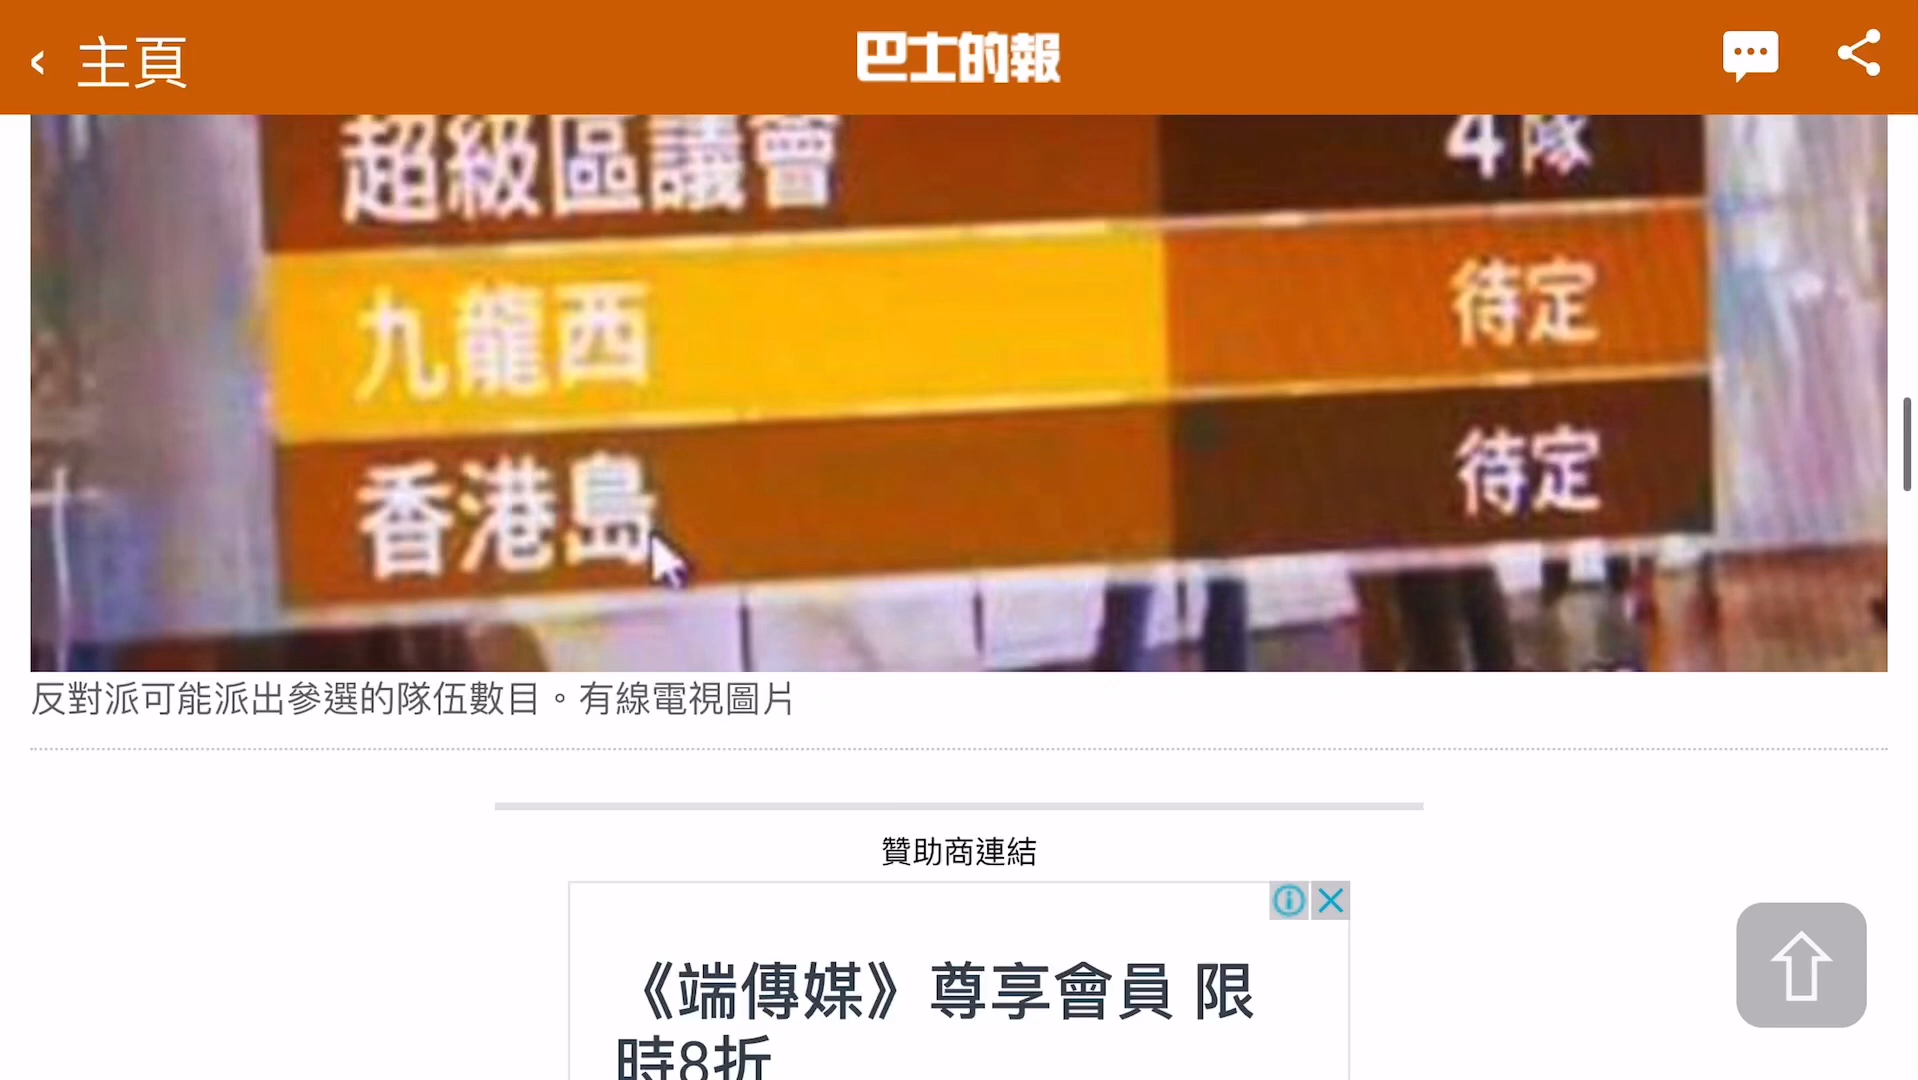 主頁
巴士的報
超級區議會 4隊
九龍西 待定
香港島 待定
反對派可能派出參選的隊伍數目。有線電視圖片
贊助商連結
《端傳媒》尊享會員 限
時8折